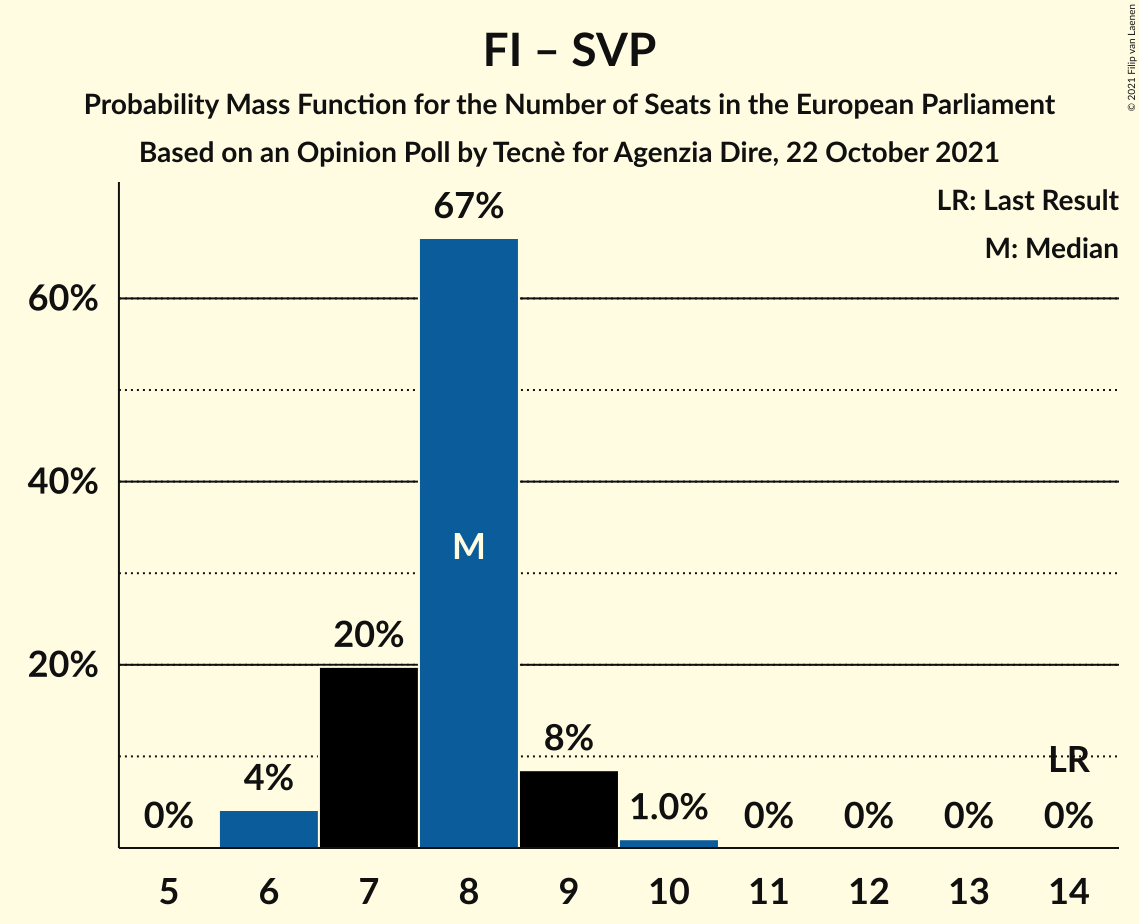 FI – SVP
Probability Mass Function for the Number of Seats in the European Parliament
Based on an Opinion Poll by Tecnè for Agenzia Dire, 22 October 2021
© 2021 Filip van Laenen
LR: Last Result
M: Median
67%
60%
40%
M
20%
20%
8%
LR
4%
1.0%
0%
0%
0%
0%
0%
5 6 7 8 9 10 11 12 13 14